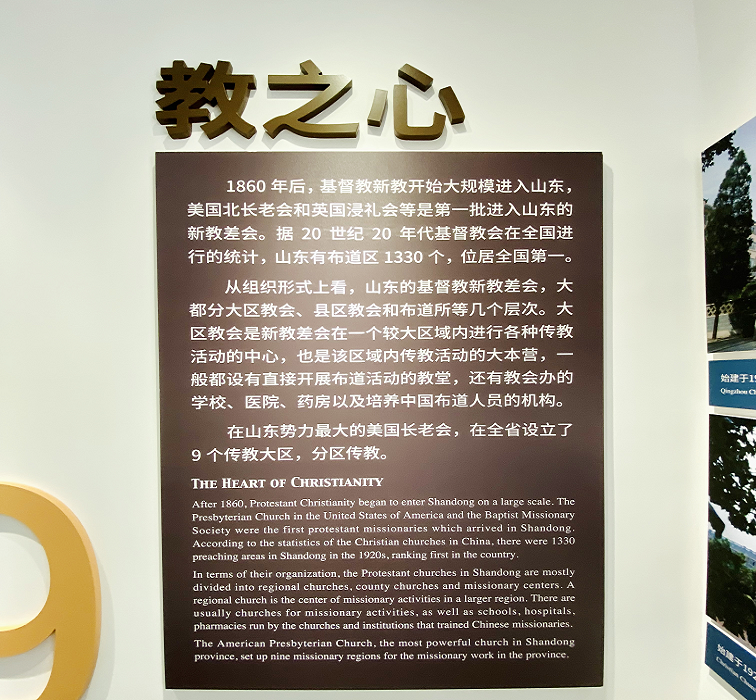 教之心
1860 年后，基督教新教开始大规模进入山东，
美国北长老会和英国浸礼会等是第一批进入山东的
新教差会。据 20 世纪 20 年代基督教会在全国进
行的统计，山东有布道区 1330 个，位居全国第一。
从组织形式上看，山东的基督教新教差会，大
都分大区教会、县区教会和布道所等几个层次。大
区教会是新教差会在一个较大区域内进行各种传教
活动的中心，也是该区域内传教活动的大本营，一
般都设有直接开展布道活动的教堂，还有教会办的
学校、医院、药房以及培养中国布道人员的机构。
在山东势力最大的美国长老会，在全省设立了
9 个传教大区，分区传教。
THE HEART OF CHRISTIANITY
After 1860, Protestant Christianity began to enter Shandong on a large scale. The
Presbyterian Church in the United States of America and the Baptist Missionary
Society were the first protestant missionaries which arrived in Shandong.
According to the statistics of the Christian churches in China, there were 1330
preaching areas in Shandong in the 1920s, ranking first in the country.
In terms of their organization, the Protestant churches in Shandong are mostly
divided into regional churches, county churches and missionary centers. A
regional church is the center of missionary activities in a larger region. There are
usually churches for missionary activities, as well as schools, hospitals,
pharmacies run by the churches and institutions that trained Chinese missionaries.
The American Presbyterian Church, the most powerful church in Shandong
province, set up nine missionary regions for the missionary work in the province.
9
始建于19
Qingzhou Ch
始建于19
Christian Chu